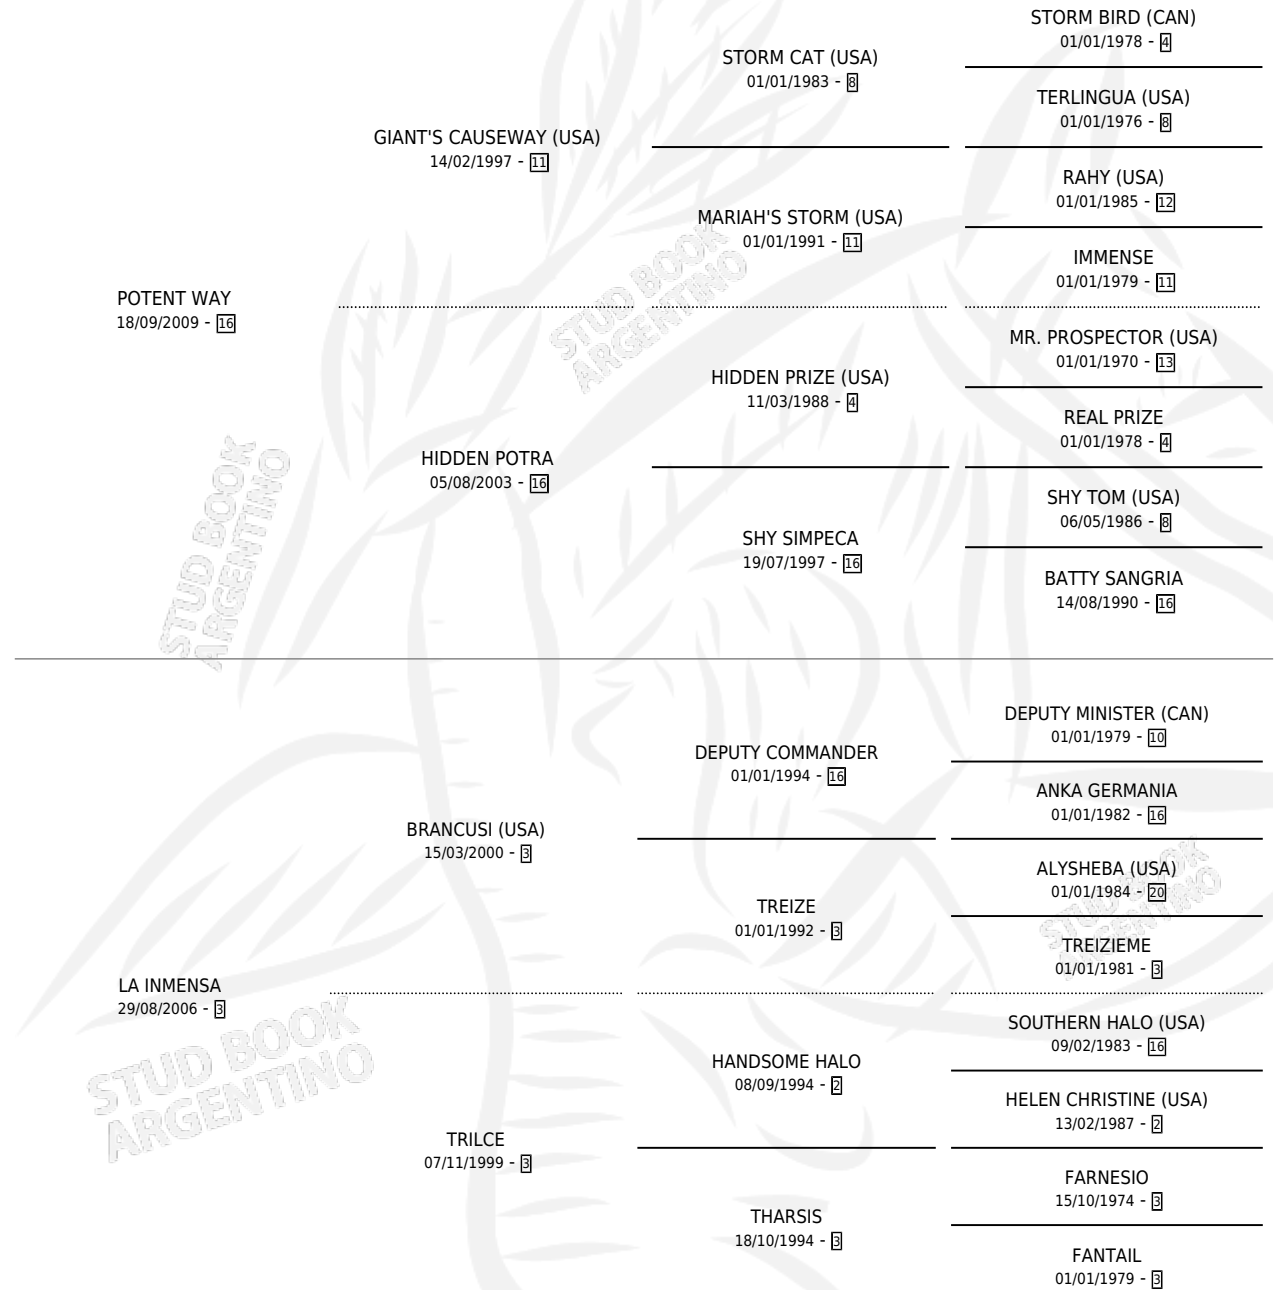 STORM BIRD (CAN)
01/01/1978 - 4
STORM CAT (USA)
01/01/1983 - 8
TERLINGUA (USA)
01/01/1976 - 8
GIANT'S CAUSEWAY (USA)
14/02/1997 - 11
RAHY (USA)
01/01/1985 - 12
MARIAH'S STORM (USA)
01/01/1991 - 11
IMMENSE
01/01/1979 - 11
POTENT WAY
18/09/2009 - 16
MR. PROSPECTOR (USA)
01/01/1970 - 13
HIDDEN PRIZE (USA)
11/03/1988 - 4
REAL PRIZE
01/01/1978 - 4
HIDDEN POTRA
05/08/2003 - 16
SHY TOM (USA)
06/05/1986 - 8
SHY SIMPECA
19/07/1997 - 16
BATTY SANGRIA
14/08/1990 - 16
DEPUTY MINISTER (CAN)
01/01/1979 - 10
DEPUTY COMMANDER
01/01/1994 - 16
ANKA GERMANIA
01/01/1982 - 16
BRANCUSI (USA)
15/03/2000 - 3
ALYSHEBA (USA)
01/01/1984 - 20
TREIZE
01/01/1992 - 3
TREIZIEME
01/01/1981 - 3
LA INMENSA
29/08/2006 - 3
SOUTHERN HALO (USA)
09/02/1983 - 16
HANDSOME HALO
08/09/1994 - 2
HELEN CHRISTINE (USA)
13/02/1987 - 2
TRILCE
07/11/1999 - 3
FARNESIO
15/10/1974 - 3
THARSIS
18/10/1994 - 3
FANTAIL
01/01/1979 - 3
STUD BOOK
ARGENTINO
STUD BOOK
ARGENTINO
STUD BOOK
ARGENTINO
STUD BOOK
ARGENTINO